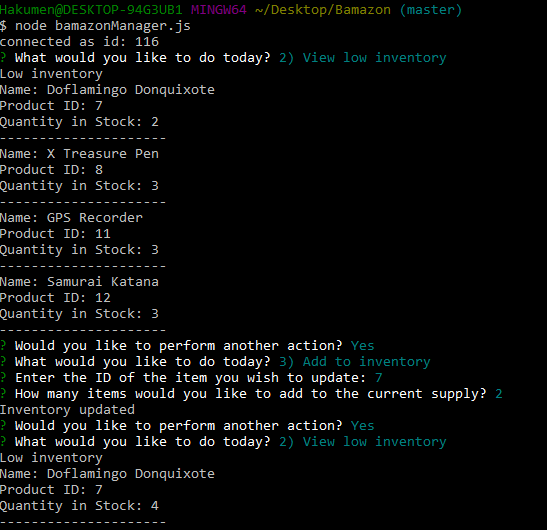 Hakumen@DESKTOP-94G3UB1 MINGW64 ~/Desktop/Bamazon (master)
$ node bamazonManager.js
connected as id: 116
? What would you like to do today? 2) View low inventory
Low inventory
Name: Doflamingo Donquixote
Product ID: 7
Quantity in Stock: 2
---------------------
Name: X Treasure Pen
Product ID: 8
Quantity in Stock: 3
---------------------
Name: GPS Recorder
Product ID: 11
Quantity in Stock: 3
---------------------
Name: Samurai Katana
Product ID: 12
Quantity in Stock: 3
---------------------
? Would you like to perform another action? Yes
? What would you like to do today? 3) Add to inventory
? Enter the ID of the item you wish to update: 7
? How many items would you like to add to the current supply? 2
Inventory updated
? Would you like to perform another action? Yes
? What would you like to do today? 2) View low inventory
Low inventory
Name: Doflamingo Donquixote
Product ID: 7
Quantity in Stock: 4
---------------------